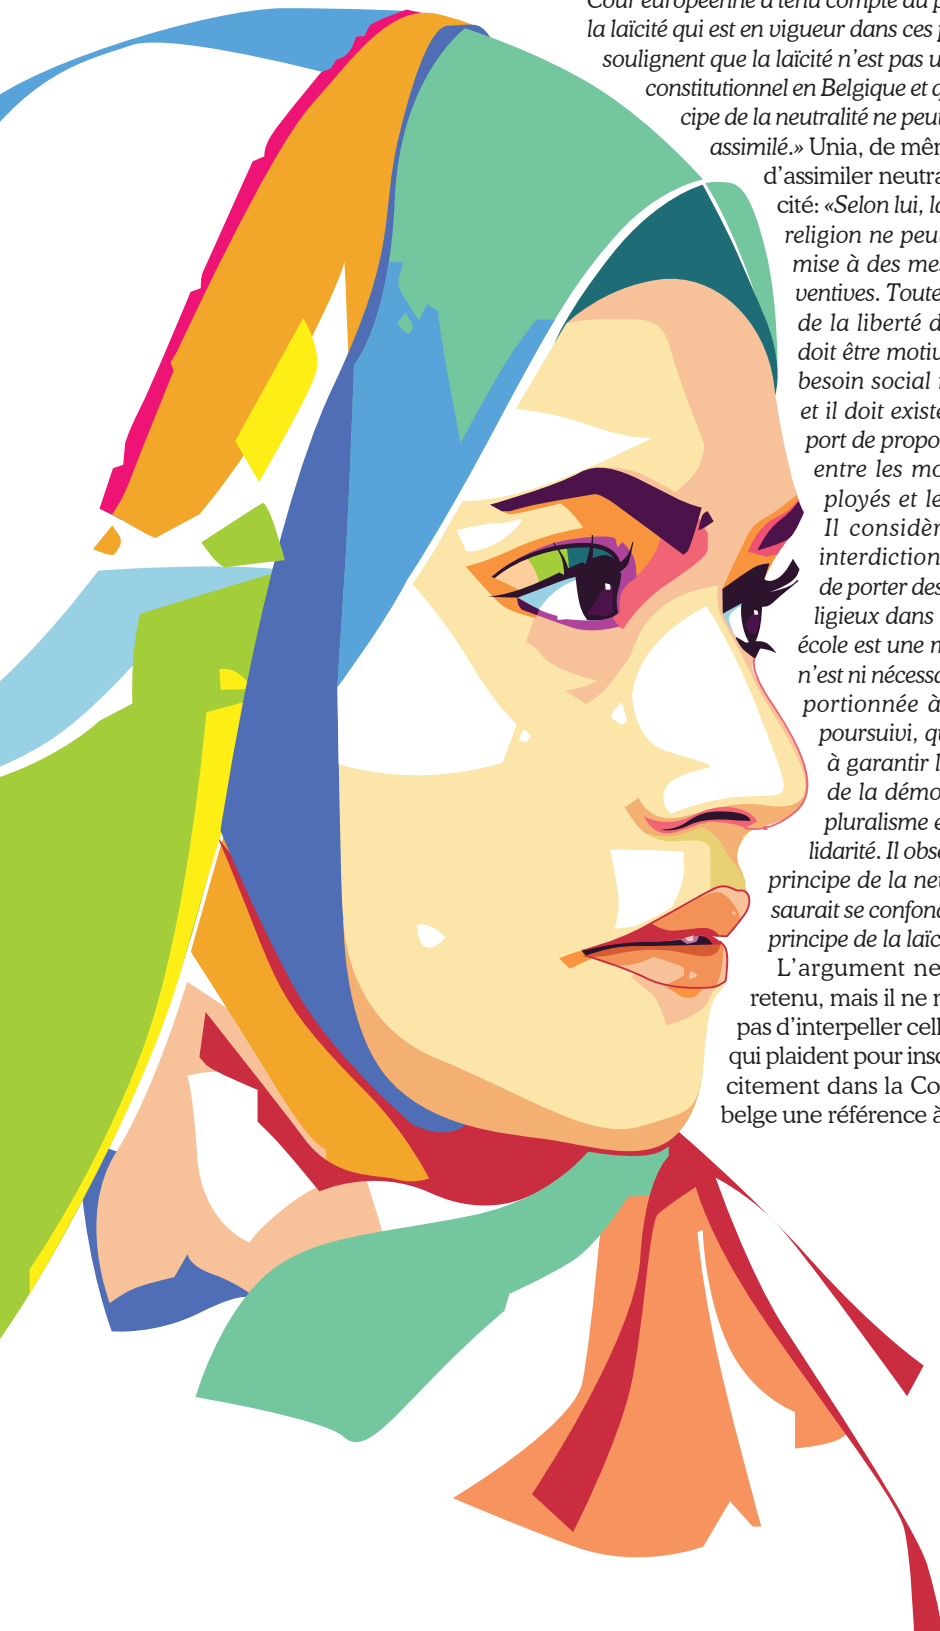 Cour européenne a tenu compte du p
la laïcité qui est en vigueur dans ces p
soulignent que la laïcité n’est pas u
constitutionnel en Belgique et q
cipe de la neutralité ne peut
assimilé.» Unia, de mêm
d’assimiler neutra
cité: «Selon lui, la
religion ne peut
mise à des mes
ventives. Toute
de la liberté d
doit être motiv
besoin social
et il doit existe
port de propo
entre les mo
ployés et le
Il considèr
interdiction
de porter des
ligieux dans
école est une m
n’est ni nécessa
portionnée à
poursuivi, qu
à garantir l
de la démo
pluralisme e
lidarité. Il obse
principe de la neu
saurait se confond
principe de la laïc
L’argument ne
retenu, mais il ne m
pas d’interpeller cell
qui plaident pour insc
citement dans la Co
belge une référence à